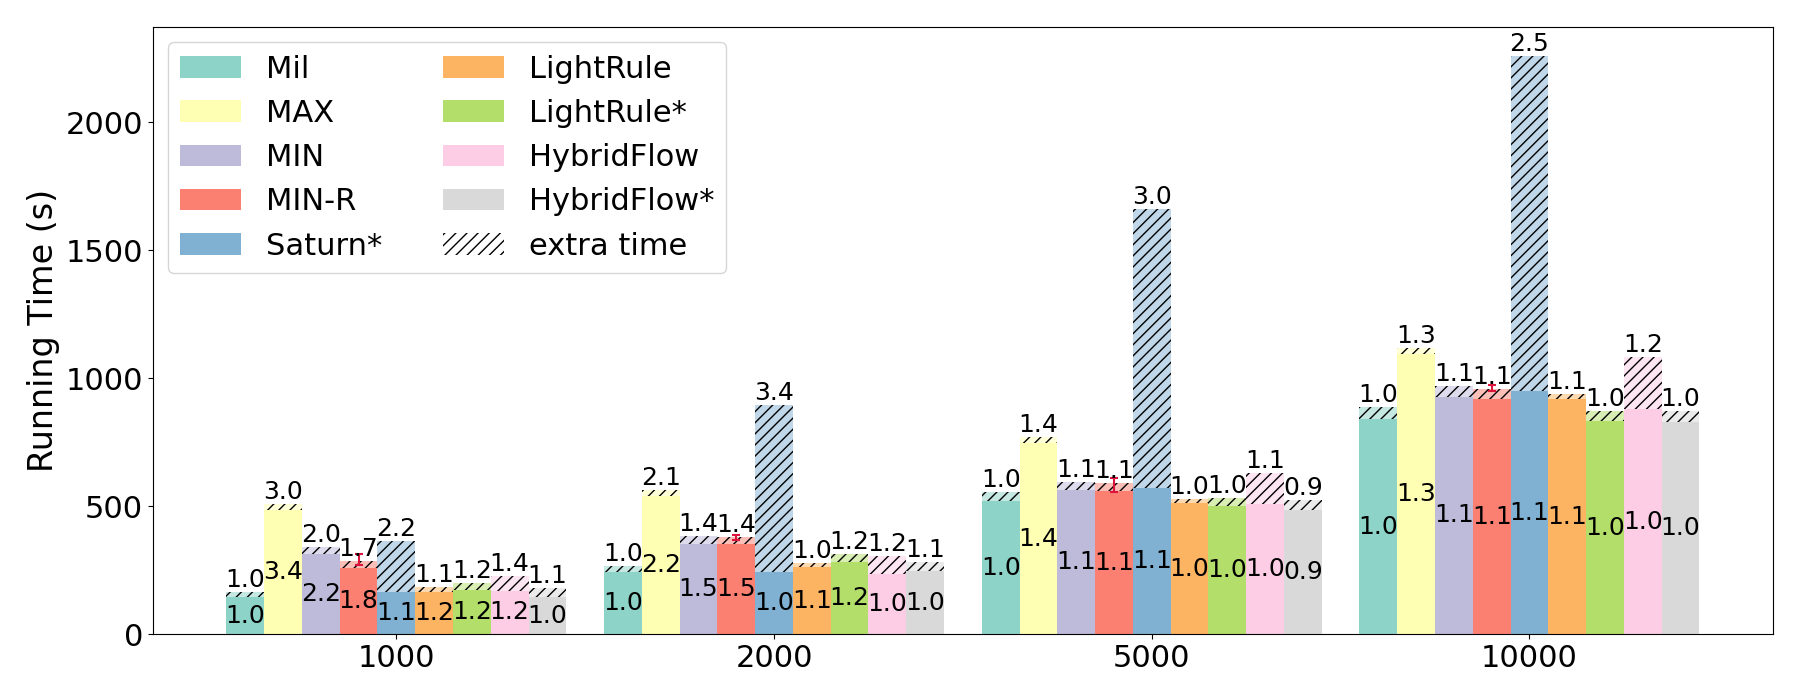 Running Time (s)
2000
1500
1000
500
0
Mil
MAX
MIN
MIN-R
Saturn*
LightRule
LightRule*
HybridFlow
HybridFlow*
extra time
1.0 3.0 2.0 1.7 2.2 1.1 1.2 1.4 1.1
1.0 3.4 2.2 1.8 1.1 1.2 1.2 1.2 1.0
1.0 2.1 1.4 1.4 3.4 1.0 1.2 1.2 1.1
1.0 2.2 1.5 1.5 1.0 1.1 1.2 1.0 1.0
1.0 1.4 1.1 1.1 3.0 1.0 1.0 1.1 0.9
1.0 1.4 1.1 1.1 1.1 1.0 1.0 1.0 0.9
1.0 1.3 1.1 1.1 2.5 1.1 1.0 1.2 1.0
1.0 1.3 1.1 1.1 1.1 1.1 1.0 1.0 1.0
1000 2000 5000 10000